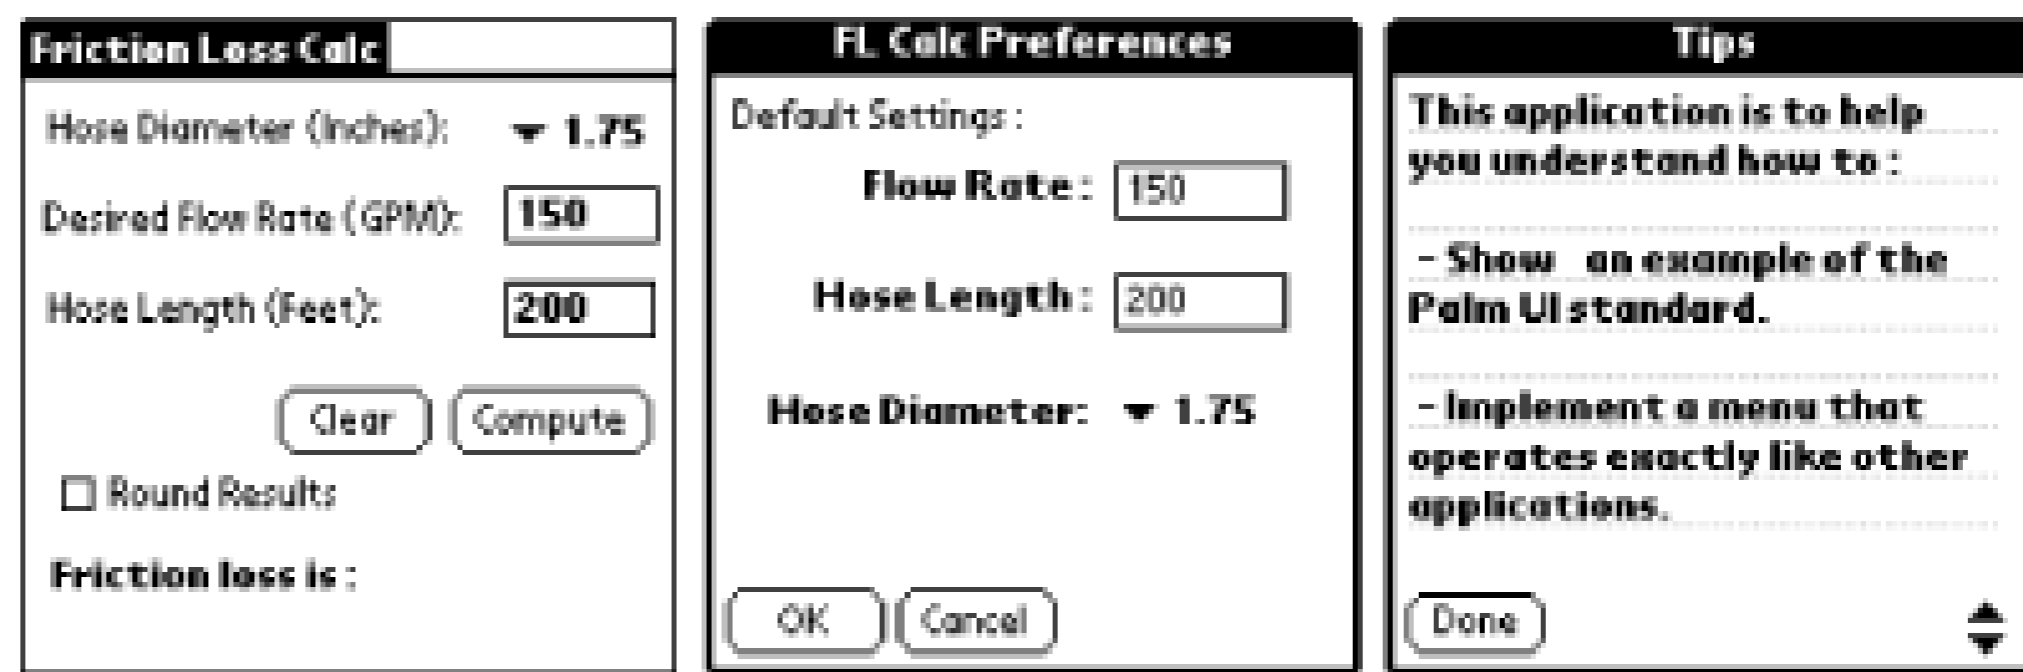 Friction Loss Calc
Hose Diameter (Inches): 1.75
Desired Flow Rate (GPM): 150
Hose Length (Feet): 200
Clear Compute
Round Results
Friction loss is:
FL Calc Preferences
Default Settings:
Flow Rate: 150
Hose Length: 200
Hose Diameter: 1.75
OK Cancel
Tips
This application is to help
you understand how to:
- Show an example of the
Palm UI standard.
- Implement a menu that
operates exactly like other
applications.
Done